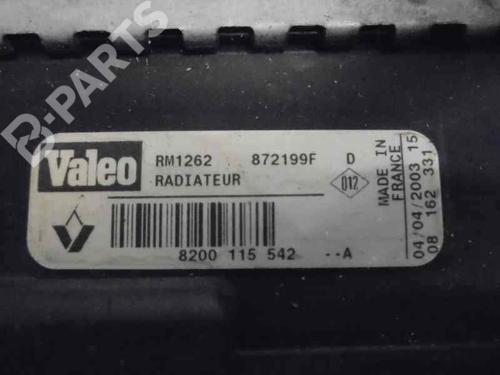 B-PARTS
Valeo
RM1262 872199F D
RADIATEUR
012
8200 115 542 --A
MADE IN
FRANCE
04/04/2003 15
08 162 331